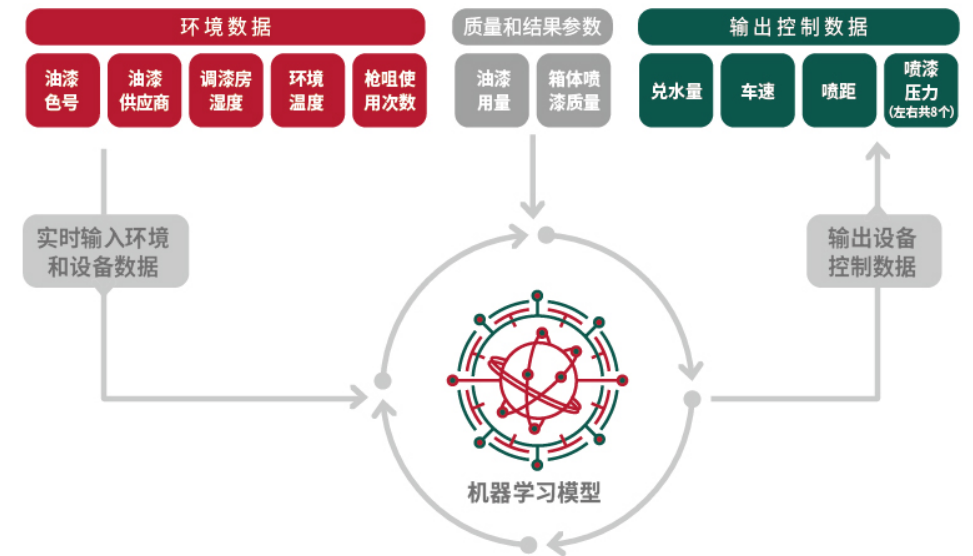 环境数据
质量和结果参数
输出控制数据
油漆
色号
油漆
供应商
调漆房
湿度
环境
温度
枪咀使
用次数
油漆
用量
箱体喷
漆质量
兑水量
车速
喷距
喷漆
压力
(左右共8个)
实时输入环境
和设备数据
输出设备
控制数据
机器学习模型